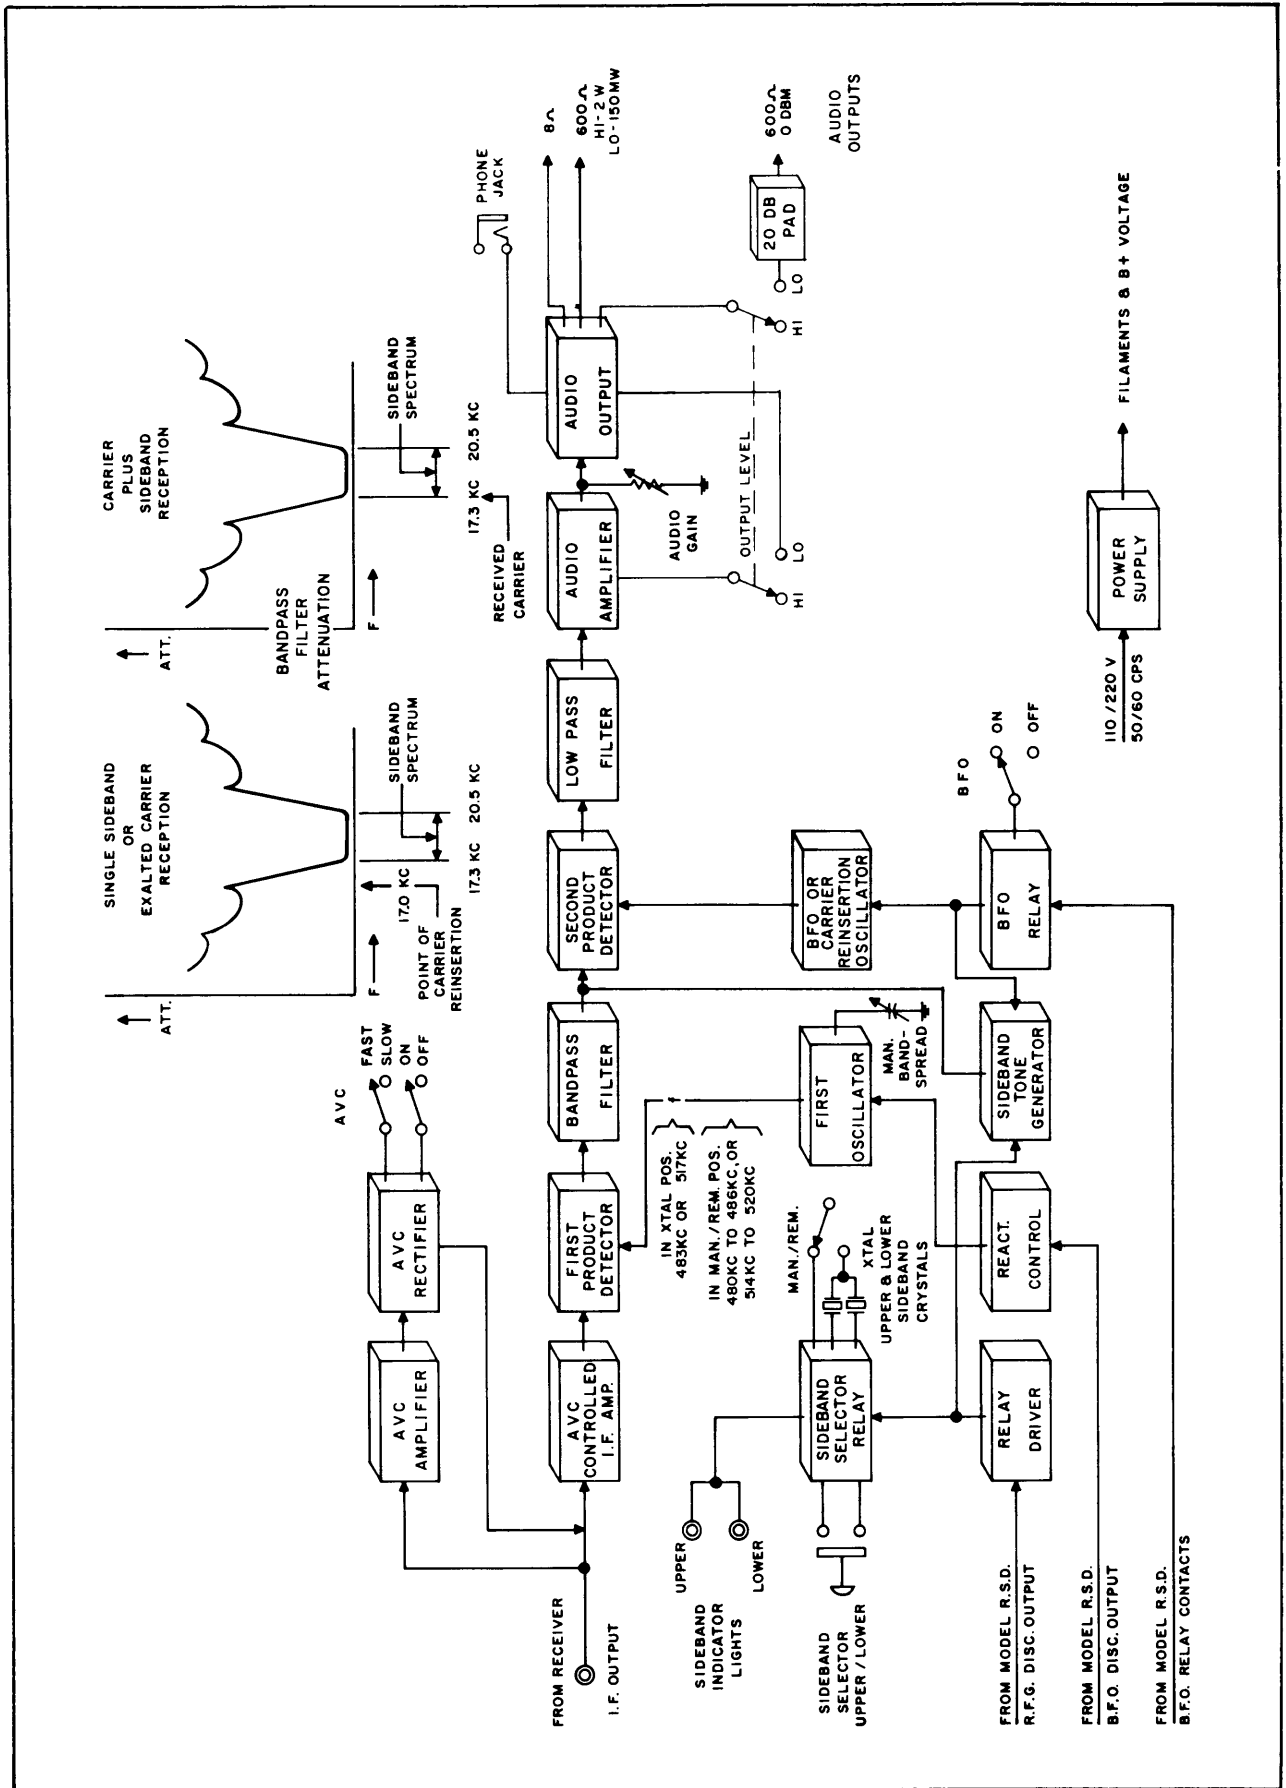 SINGLE SIDEBAND
OR
EXALTED CARRIER
RECEPTION
ATT.
F
17.0 KC
POINT OF
CARRIER
REINSERTION
SIDEBAND
SPECTRUM
17.3 KC 20.5 KC
CARRIER
PLUS
SIDEBAND
RECEPTION
ATT.
BANDPASS
FILTER
ATTENUATION
F
RECEIVED
CARRIER
SIDEBAND
SPECTRUM
17.3 KC 20.5 KC
AVC
AMPLIFIER
AVC
RECTIFIER
AVC
FAST
SLOW
ON
OFF
FROM RECEIVER
I.F. OUTPUT
AVC
CONTROLLED
I.F. AMP.
FIRST
PRODUCT
DETECTOR
BANDPASS
FILTER
SECOND
PRODUCT
DETECTOR
LOW PASS
FILTER
AUDIO
AMPLIFIER
AUDIO
OUTPUT
PHONE
JACK
8Ω
600Ω
HI-2W
LO-150MW
AUDIO
GAIN
OUTPUT LEVEL
HI
LO
HI
LO
20 DB
PAD
600Ω
0 DBM
AUDIO
OUTPUTS
IN XTAL POS.
483KC OR 517KC
f
IN MAN./REM. POS.
480KC TO 486KC, OR
514KC TO 520KC
UPPER
LOWER
SIDEBAND
INDICATOR
LIGHTS
SIDEBAND
SELECTOR
UPPER/LOWER
SIDEBAND
SELECTOR
RELAY
MAN./REM.
XTAL
UPPER & LOWER
SIDEBAND
CRYSTALS
FIRST
OSCILLATOR
MAN.
BAND-
SPREAD
BFO OR
CARRIER
REINSERTION
OSCILLATOR
RELAY
DRIVER
REACT.
CONTROL
SIDEBAND
TONE
GENERATOR
BFO
RELAY
BFO
ON
OFF
FROM MODEL R.S.D.
R.F.G. DISC. OUTPUT
FROM MODEL R.S.D.
B.F.O. DISC. OUTPUT
FROM MODEL R.S.D.
B.F.O. RELAY CONTACTS
110/220 V
50/60 CPS
POWER
SUPPLY
FILAMENTS & B+ VOLTAGE